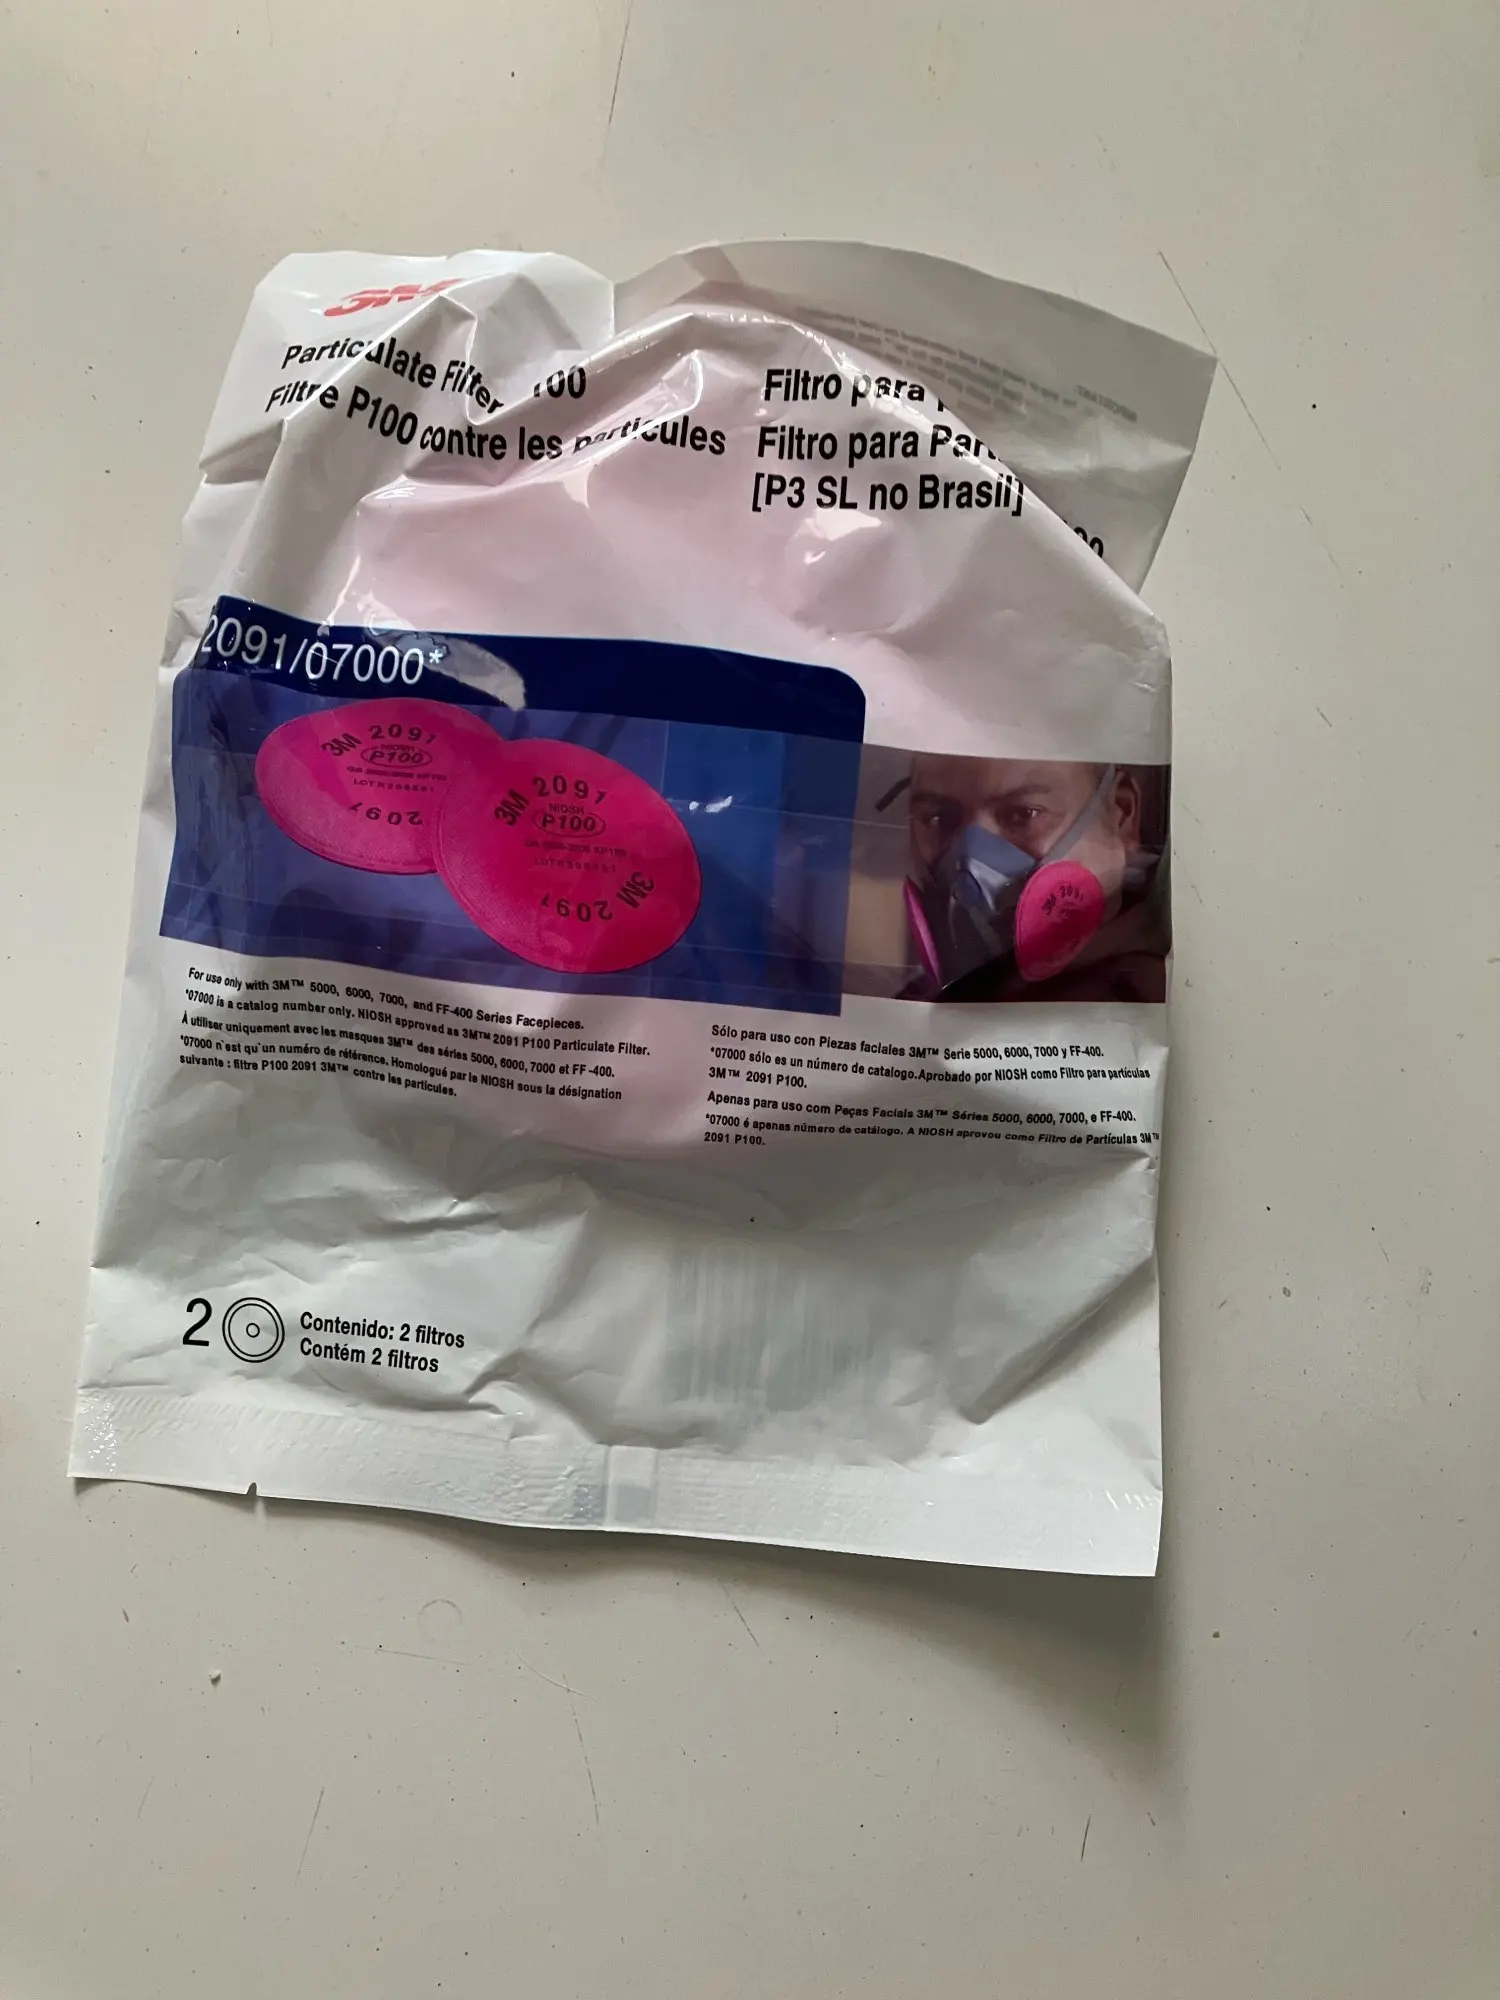 3M
Particulate Filter 100
Filtre P100 contre les particules
Filtro para
Filtro para
[P3 SL no Brasil]
2091/07000*
3M 2091
NIOSH
P100
2091
3M 2091
NIOSH
P100
2091 3M
3M 2091
For use only with 3M™ 5000, 6000, 7000, and FF-400 Series Facepieces.
*07000 is a catalog number only. NIOSH approved as 3M™ 2091 P100 Particulate Filter.
À utiliser uniquement avec les masques 3M™ des séries 5000, 6000, 7000 et FF -400.
*07000 n'est qu'un numéro de référence. Homologué par le NIOSH sous la désignation
suivante : filtre P100 2091 3M™ contre les particules.
Sólo para uso con Piezas faciales 3M™ Serie 5000, 6000, 7000 y FF-400.
*07000 sólo es un número de catalogo.Aprobado por NIOSH como Filtro para partículas
3M™ 2091 P100.
Apenas para uso com Peças Faciais 3M™ Séries 5000, 6000, 7000, e FF-400.
*07000 é apenas número de catálogo. A NIOSH aprovou como Filtro de Partículas 3M™
2091 P100.
2
Contenido: 2 filtros
Contém 2 filtros